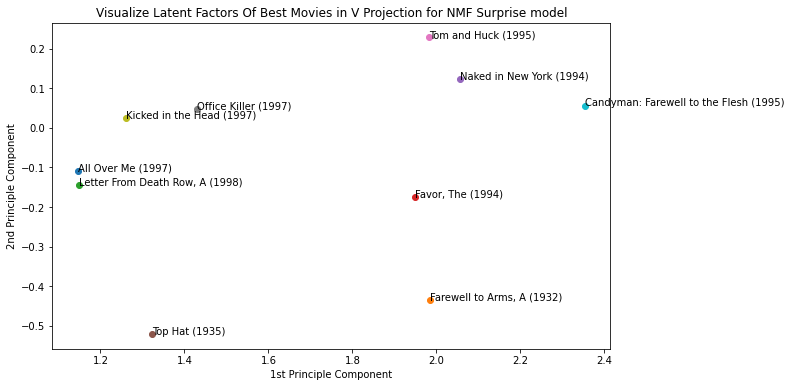 Visualize Latent Factors Of Best Movies in V Projection for NMF Surprise model
Tom and Huck (1995)
Naked in New York (1994)
Candyman: Farewell to the Flesh (1995)
Office Killer (1997)
Kicked in the Head (1997)
All Over Me (1997)
Letter From Death Row, A (1998)
Favor, The (1994)
Farewell to Arms, A (1932)
Top Hat (1935)
0.2
0.1
0.0
−0.1
−0.2
−0.3
−0.4
−0.5
2nd Principle Component
1.2 1.4 1.6 1.8 2.0 2.2 2.4
1st Principle Component